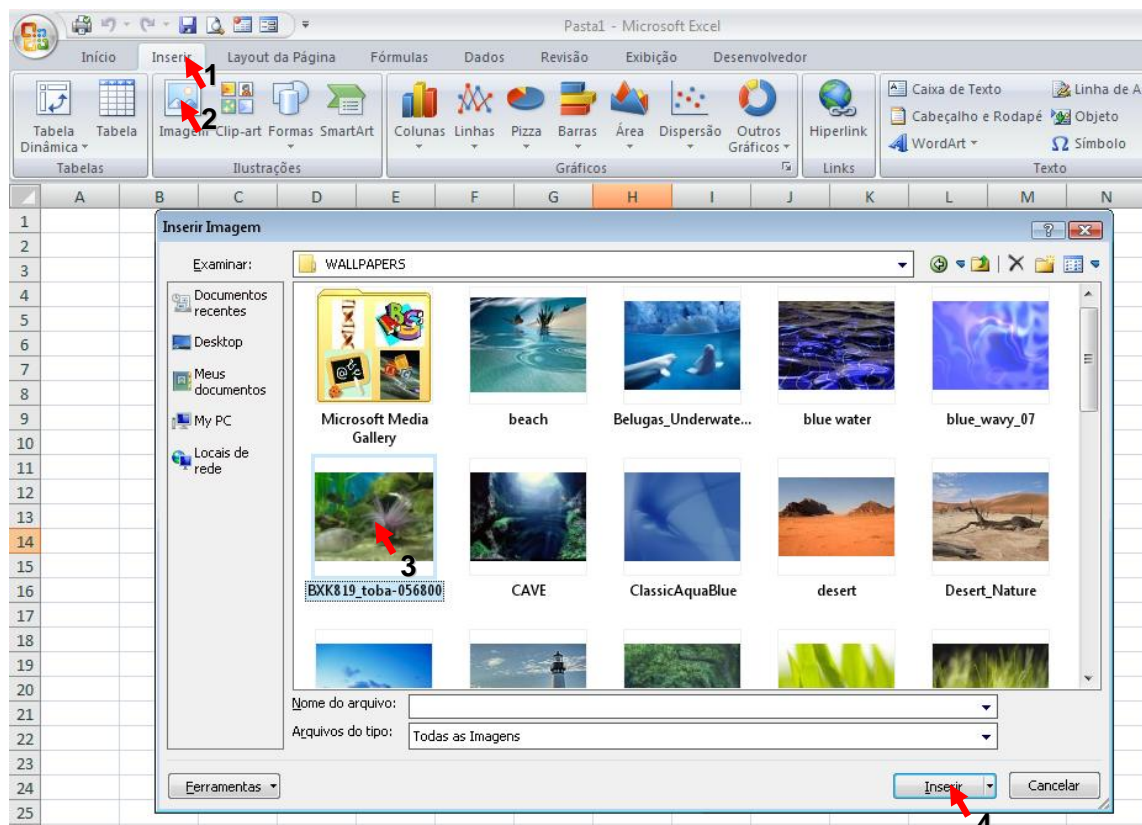 Pasta1 - Microsoft Excel
Início Inserir Layout da Página Fórmulas Dados Revisão Exibição Desenvolvedor
1
2
Tabela Dinâmica
Tabela
Imagem
Clip-art
Formas
SmartArt
Colunas
Linhas
Pizza
Barras
Área
Dispersão
Outros Gráficos
Hiperlink
Caixa de Texto
Cabeçalho e Rodapé
WordArt
Linha de A
Objeto
Símbolo
Tabelas Ilustrações Gráficos Links Texto
A B C D E F G H I J K L M N
1
2
3
4
5
6
7
8
9
10
11
12
13
14
15
16
17
18
19
20
21
22
23
24
25
Inserir Imagem
?
Examinar: WALLPAPERS
Documentos recentes
Desktop
Meus documentos
My PC
Locais de rede
Microsoft Media Gallery
beach
Belugas_Underwate...
blue water
blue_wavy_07
3
BXK819_toba-056800
CAVE
ClassicAquaBlue
desert
Desert_Nature
Nome do arquivo:
Arquivos do tipo: Todas as Imagens
Ferramentas
Inserir
Cancelar
4